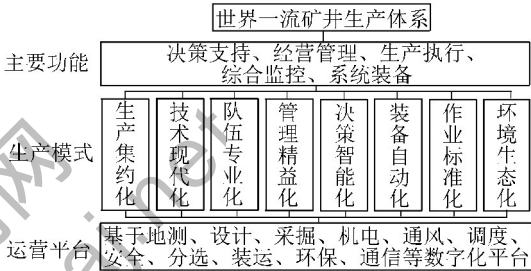 世界一流矿井生产体系
主要功能
决策支持、经营管理、生产执行、
综合监控、系统装备
生产模式
生产集约化
技术现代化
队伍专业化
管理精益化
决策智能化
装备自动化
作业标准化
环境生态化
运营平台
基于地测、设计、采掘、机电、通风、调度、
安全、分选、装运、环保、通信等数字化平台